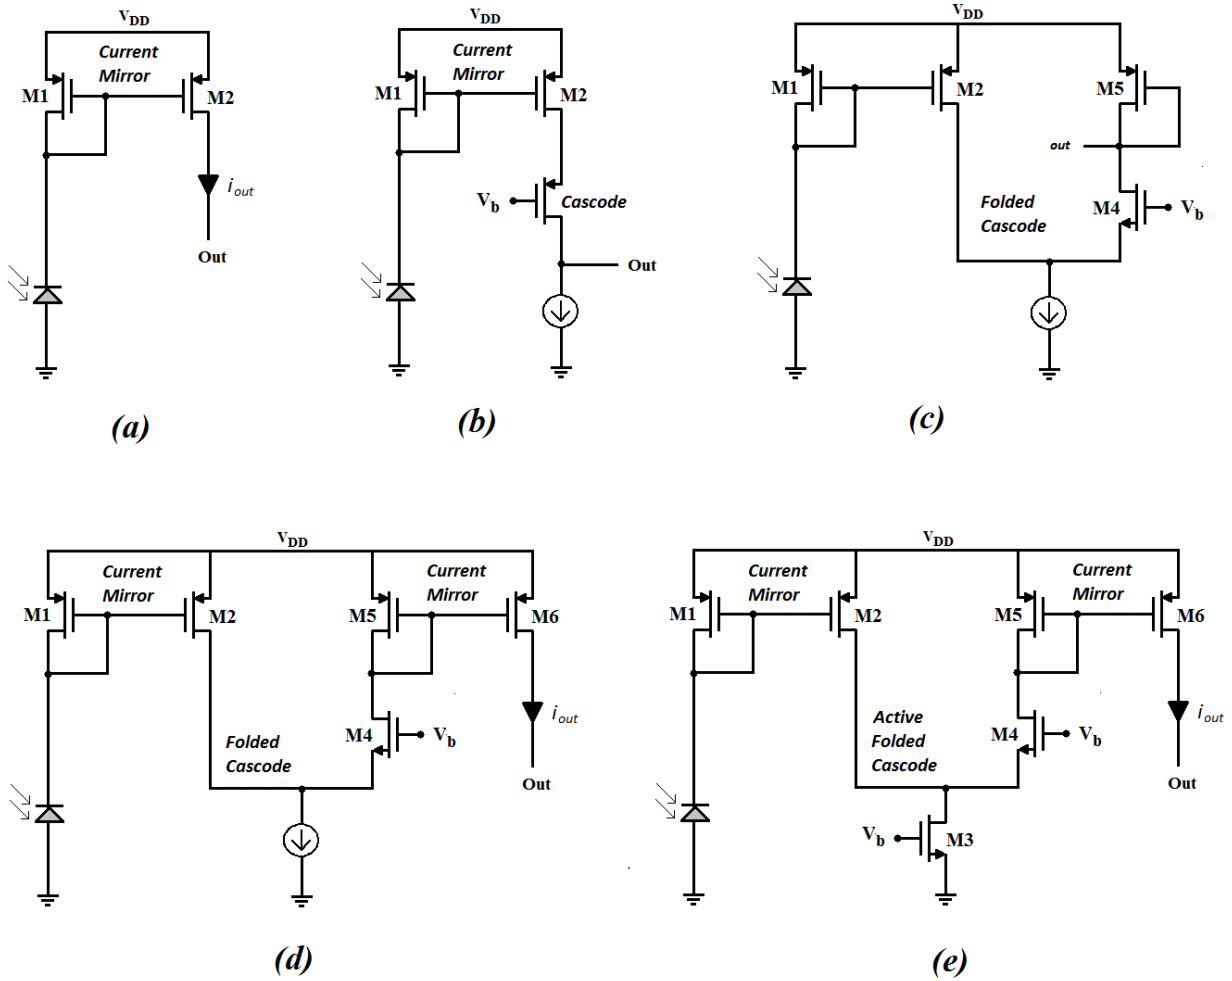 VDD
Current
Mirror
M1
M2
iout
Out
(a)
VDD
Current
Mirror
M1
M2
Vb
Cascode
Out
(b)
VDD
M1
M2
M5
out
Folded
Cascode
M4
Vb
(c)
VDD
Current
Mirror
Current
Mirror
M1
M2
M5
M6
iout
M4
Vb
Folded
Cascode
Out
(d)
VDD
Current
Mirror
Current
Mirror
M1
M2
M5
M6
iout
Active
Folded
Cascode
M4
Vb
Out
Vb
M3
(e)